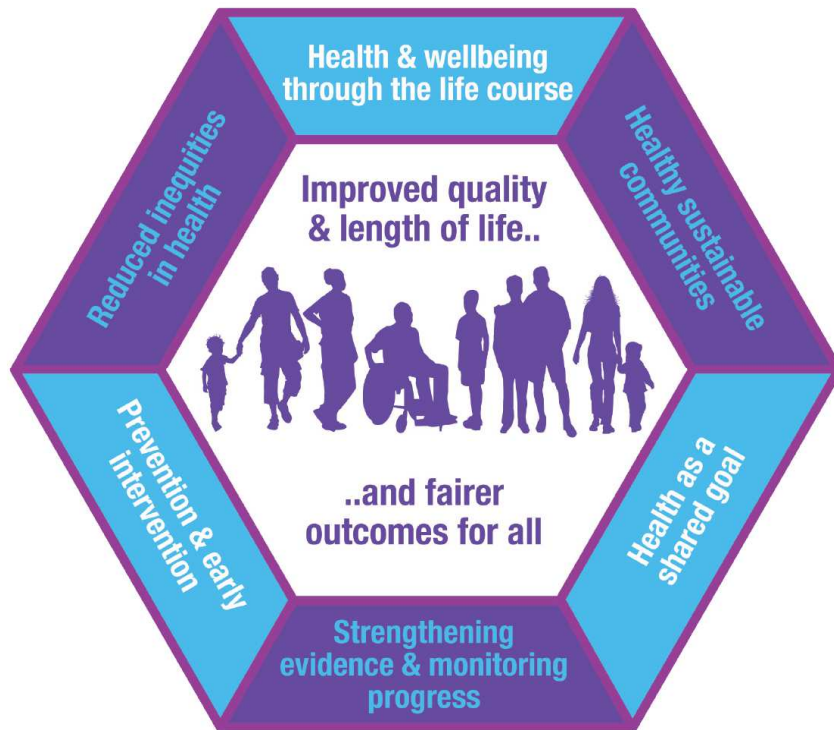 Health & wellbeing
through the life course
Healthy sustainable
communities
Health as a
shared goal
Strengthening
evidence & monitoring
progress
Prevention & early
intervention
Reduced inequities
in health
Improved quality
& length of life..
..and fairer
outcomes for all